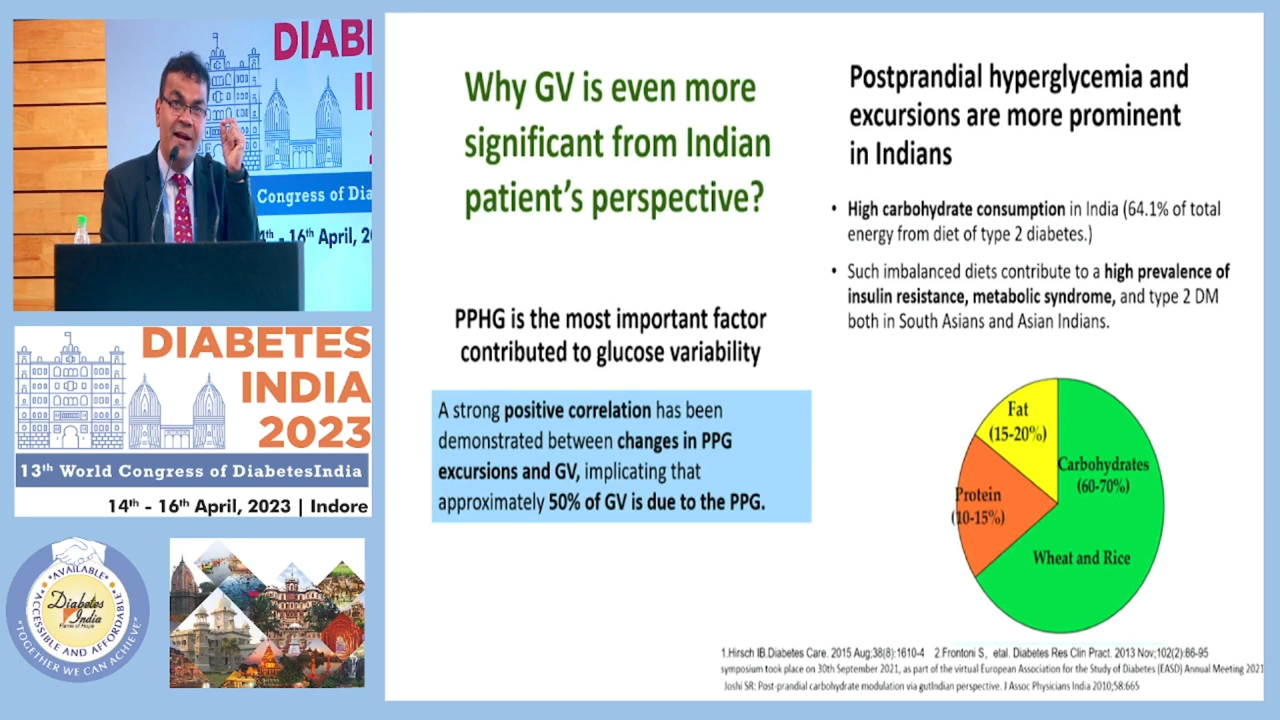 DIAB
I
Congress of Dia
4th - 16th April, 20
DIABETES
INDIA
2023
13th World Congress of DiabetesIndia
14th - 16th April, 2023 | Indore
"AVAILABLE"
"ACCESSIBLE AND AFFORDABLE"
Diabetes
India
Flame of Hope
"TOGETHER WE CAN ACHIEVE"
Why GV is even more
significant from Indian
patient's perspective?
PPHG is the most important factor
contributed to glucose variability
A strong positive correlation has been
demonstrated between changes in PPG
excursions and GV, implicating that
approximately 50% of GV is due to the PPG.
Postprandial hyperglycemia and
excursions are more prominent
in Indians
• High carbohydrate consumption in India (64.1% of total
energy from diet of type 2 diabetes.)
• Such imbalanced diets contribute to a high prevalence of
insulin resistance, metabolic syndrome, and type 2 DM
both in South Asians and Asian Indians.
Fat
(15-20%)
Carbohydrates
(60-70%)
Protein
(10-15%)
Wheat and Rice
1.Hirsch IB.Diabetes Care. 2015 Aug;38(8):1610-4 2.Frontoni S, etal. Diabetes Res Clin Pract. 2013 Nov;102(2):86-95
symposium took place on 30th September 2021, as part of the virtual European Association for the Study of Diabetes (EASD) Annual Meeting 2021
Joshi SR: Post-prandial carbohydrate modulation via gutIndian perspective. J Assoc Physicians India 2010;58:665